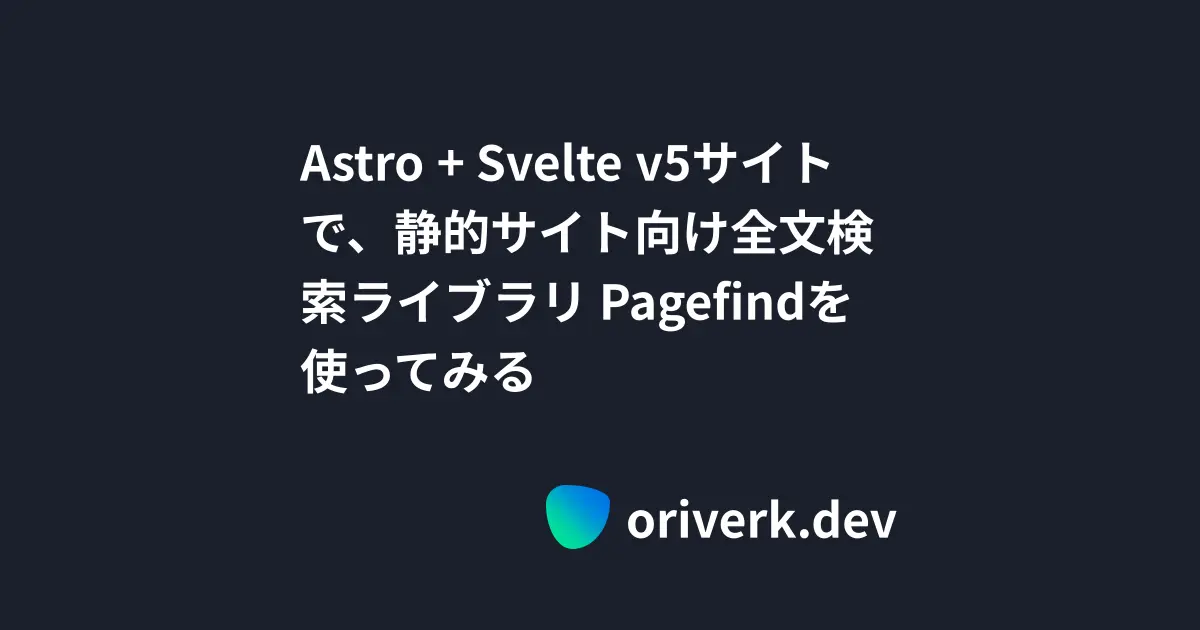 Astro + Svelte v5サイト
で、静的サイト向け全文検
索ライブラリ Pagefindを
使ってみる
oriverk.dev